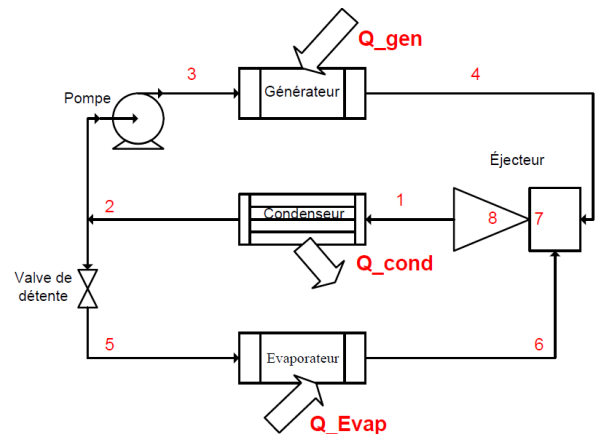 Q_gen
3
4
Pompe
Générateur
Éjecteur
2
Condenseur
1
8
7
Q_cond
Valve de
détente
5
Evaporateur
6
Q_Evap